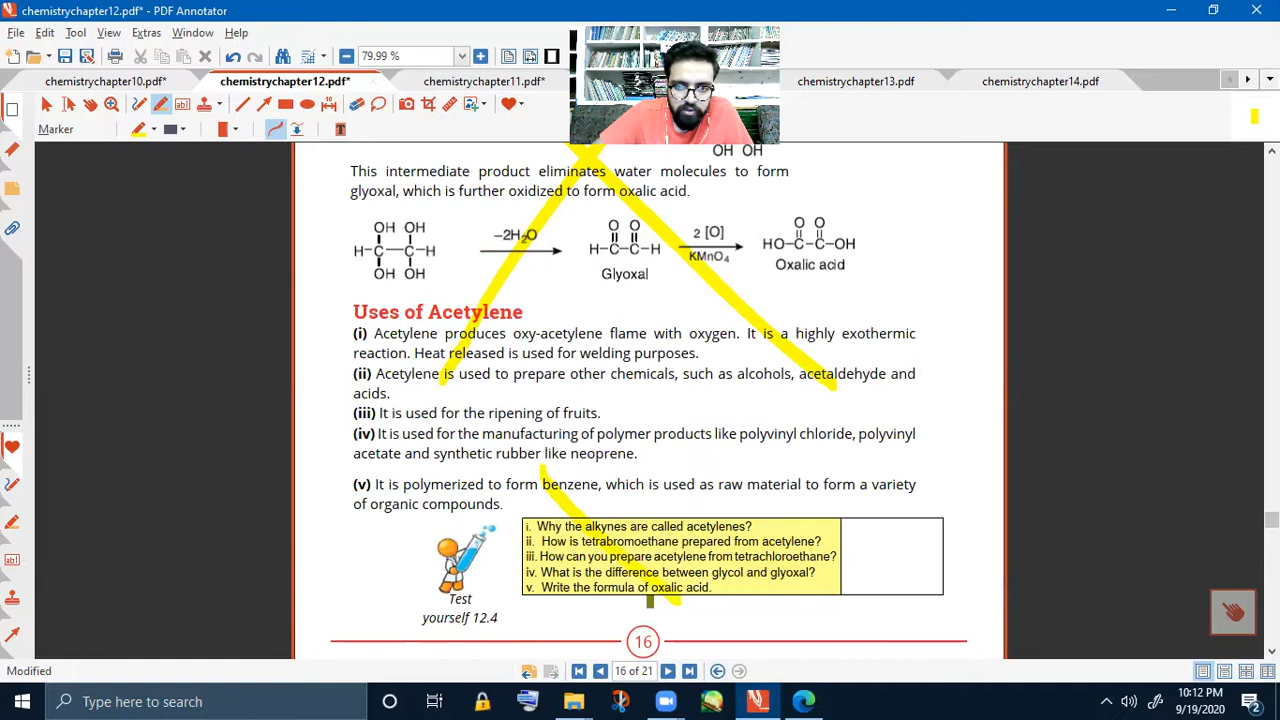 chemistrychapter12.pdf* - PDF Annotator
File Edit Tool View Insert Extras Window Help
79.99 %
chemistrychapter10.pdf* chemistrychapter12.pdf* chemistrychapter11.pdf* chemistrychapter13.pdf chemistrychapter14.pdf
Marker
OH OH
This intermediate product eliminates water molecules to form
glyoxal, which is further oxidized to form oxalic acid.
OH OH
H-C-C-H
OH OH
−2H₂O
O O
H-C-C-H
Glyoxal
2 [O]
KMnO₄
O O
HO-C-C-OH
Oxalic acid
Uses of Acetylene
(i) Acetylene produces oxy-acetylene flame with oxygen. It is a highly exothermic
reaction. Heat released is used for welding purposes.
(ii) Acetylene is used to prepare other chemicals, such as alcohols, acetaldehyde and
acids.
(iii) It is used for the ripening of fruits.
(iv) It is used for the manufacturing of polymer products like polyvinyl chloride, polyvinyl
acetate and synthetic rubber like neoprene.
(v) It is polymerized to form benzene, which is used as raw material to form a variety
of organic compounds.
i. Why the alkynes are called acetylenes?
ii. How is tetrabromoethane prepared from acetylene?
iii. How can you prepare acetylene from tetrachloroethane?
iv. What is the difference between glycol and glyoxal?
v. Write the formula of oxalic acid.
Test
yourself 12.4
16
Modified
16 of 21
Type here to search
10:12 PM
9/19/2020
2